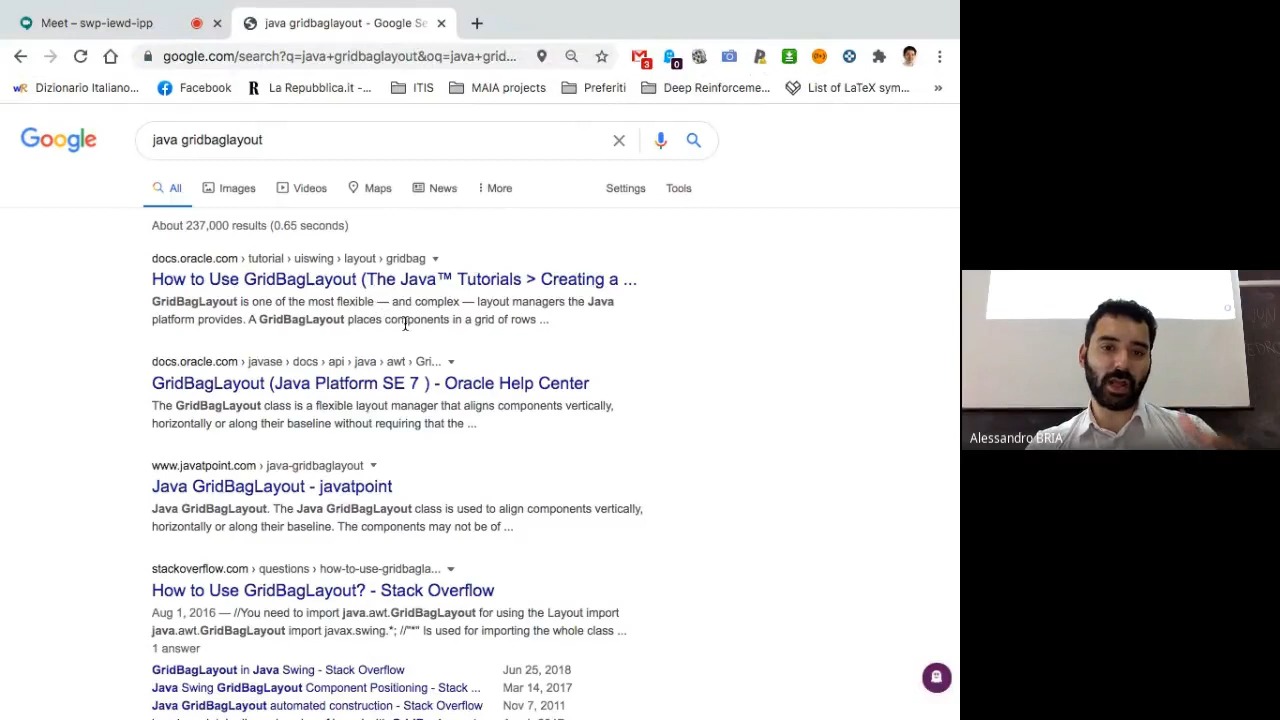 Meet – swp-iewd-ipp
java gridbaglayout - Google Se
google.com/search?q=java+gridbaglayout&oq=java+grid...
3
0
Dizionario Italiano...
Facebook
R La Repubblica.it -...
ITIS
MAIA projects
Preferiti
Deep Reinforceme...
List of LaTeX sym...
»
Google
java gridbaglayout
All
Images
Videos
Maps
News
More
Settings
Tools
About 237,000 results (0.65 seconds)
docs.oracle.com › tutorial › uiswing › layout › gridbag
How to Use GridBagLayout (The Java™ Tutorials > Creating a ...
GridBagLayout is one of the most flexible — and complex — layout managers the Java
platform provides. A GridBagLayout places components in a grid of rows ...
docs.oracle.com › javase › docs › api › java › awt › Gri...
GridBagLayout (Java Platform SE 7 ) - Oracle Help Center
The GridBagLayout class is a flexible layout manager that aligns components vertically,
horizontally or along their baseline without requiring that the ...
www.javatpoint.com › java-gridbaglayout
Java GridBagLayout - javatpoint
Java GridBagLayout. The Java GridBagLayout class is used to align components vertically,
horizontally or along their baseline. The components may not be of ...
stackoverflow.com › questions › how-to-use-gridbagla...
How to Use GridBagLayout? - Stack Overflow
Aug 1, 2016 — //You need to import java.awt.GridBagLayout for using the Layout import
java.awt.GridBagLayout import javax.swing.*; //"*" Is used for importing the whole class ...
1 answer
GridBagLayout in Java Swing - Stack Overflow Jun 25, 2018
Java Swing GridBagLayout Component Positioning - Stack ... Mar 14, 2017
Java GridBagLayout automated construction - Stack Overflow Nov 7, 2011
Alessandro BRIA